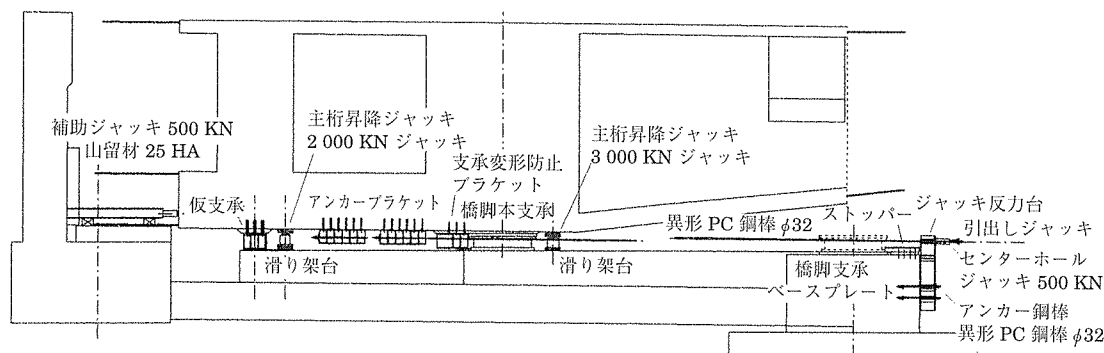 補助ジャッキ 500 KN
山留材 25 HA
主桁昇降ジャッキ
2 000 KN ジャッキ
支承変形防止
ブラケット
主桁昇降ジャッキ
3 000 KN ジャッキ
仮支承
アンカーブラケット
橋脚本支承
異形 PC 鋼棒 φ32
ストッパー
ジャッキ反力台
引出しジャッキ
センターホール
ジャッキ 500 KN
滑り架台
滑り架台
橋脚支承
ベースプレート
アンカー鋼棒
異形 PC 鋼棒 φ32